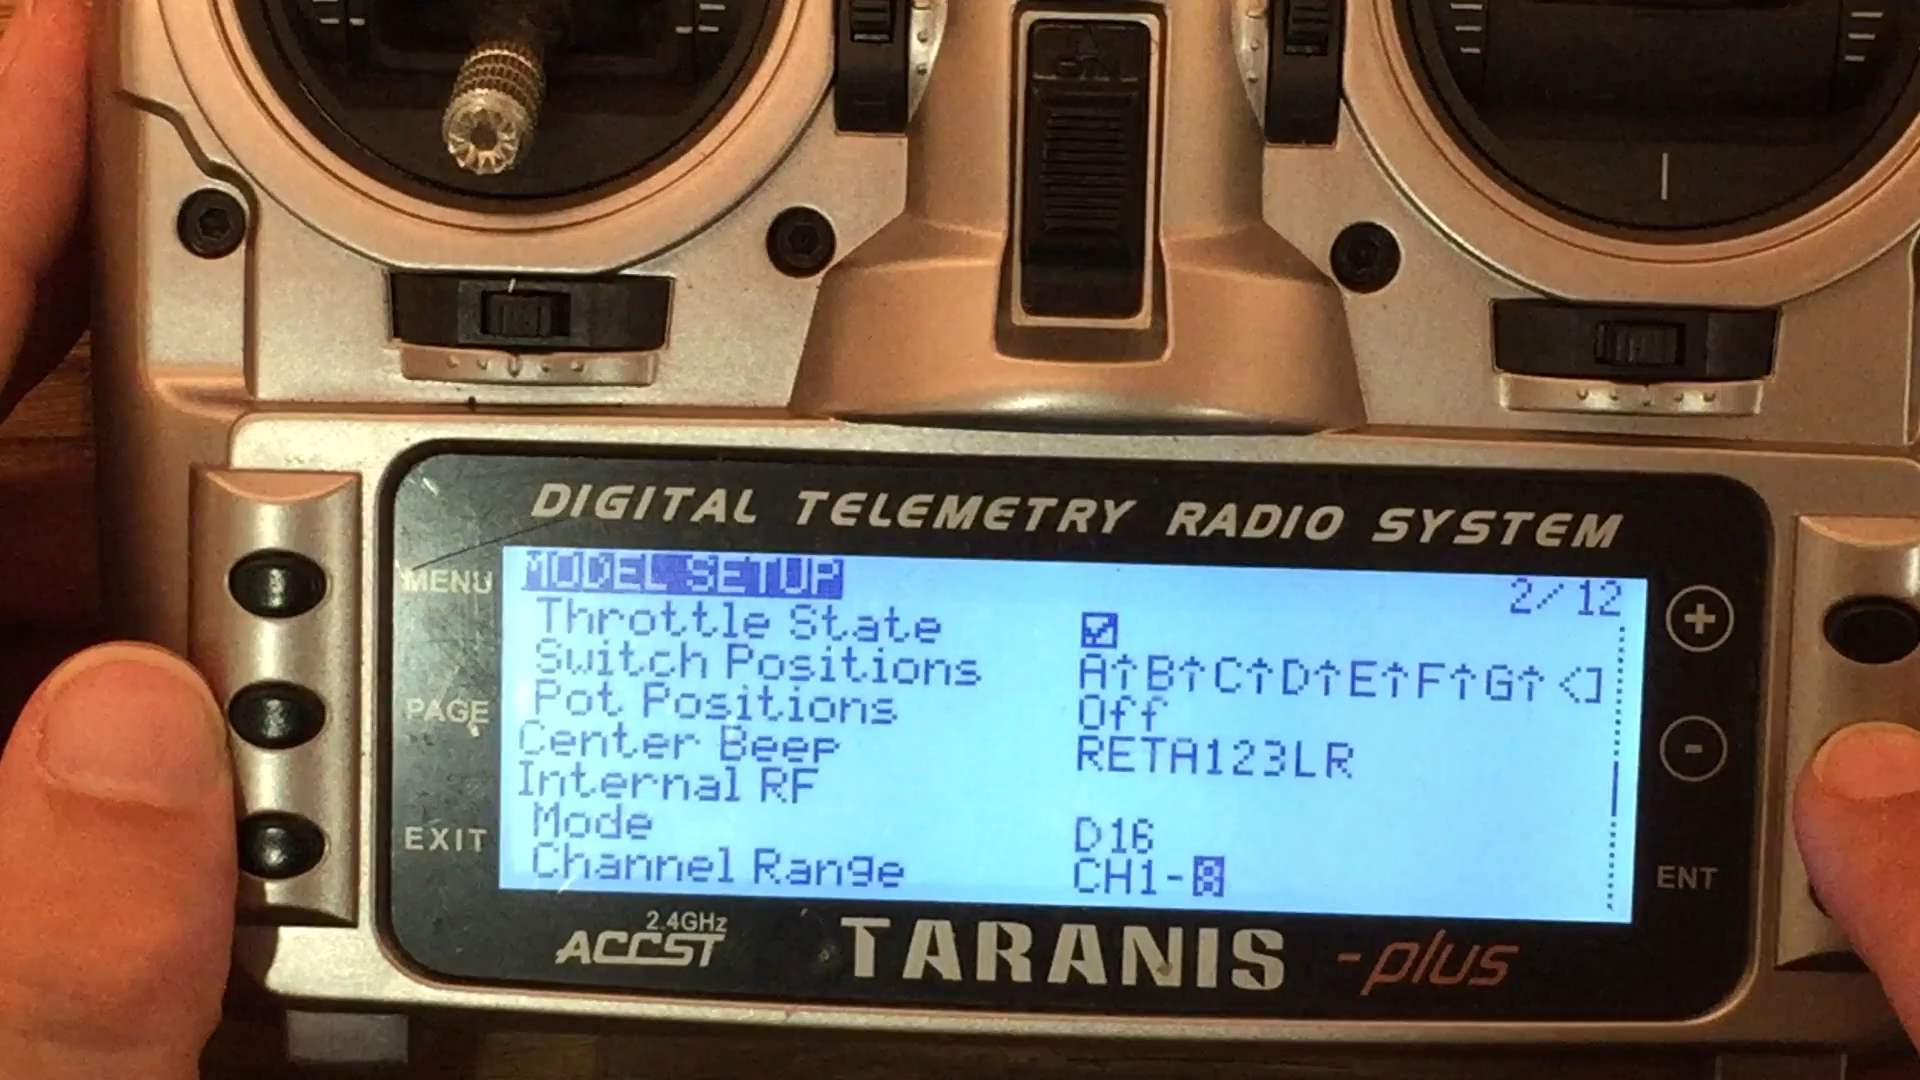 DIGITAL TELEMETRY RADIO SYSTEM
MENU
PAGE
EXIT
MODEL SETUP 2/12
Throttle State
Switch Positions A↑B↑C↑D↑E↑F↑G↑<]
Pot Positions Off
Center Beep RETA123LR
Internal RF
Mode D16
Channel Range CH1-8
+
-
ENT
2.4GHz
ACCST
TARANIS -plus